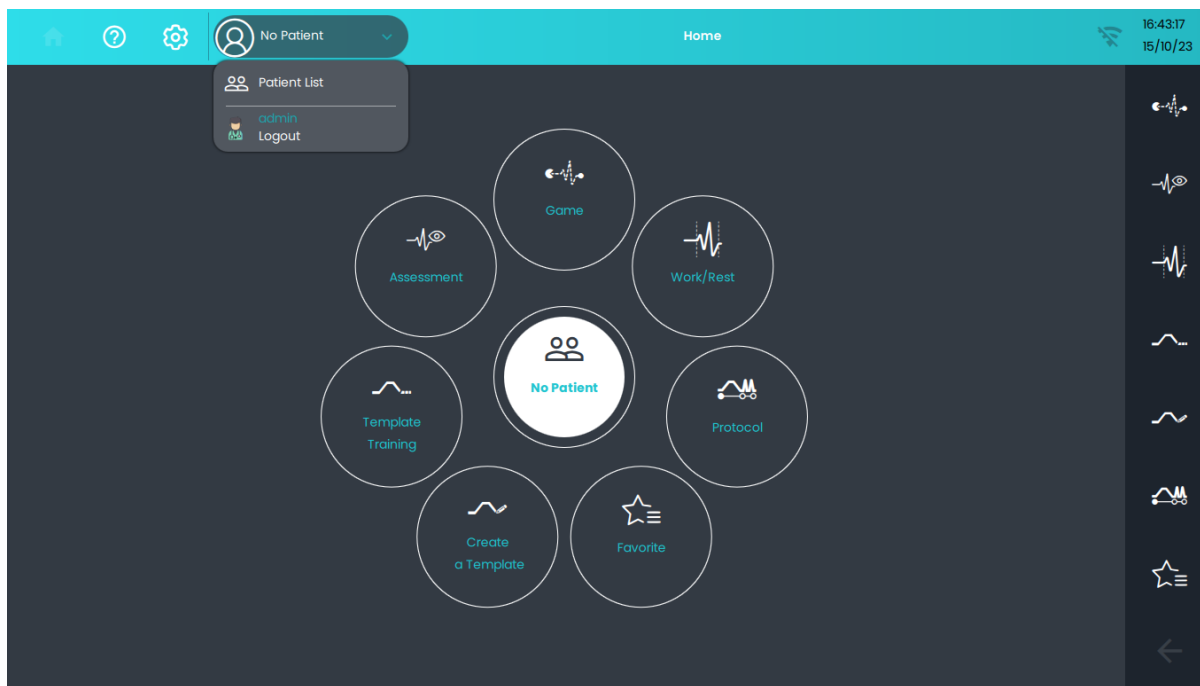 No Patient
Home
16:43:17
15/10/23
Patient List
admin
Logout
Game
Assessment
Work/Rest
No Patient
Template
Training
Protocol
Create
a Template
Favorite